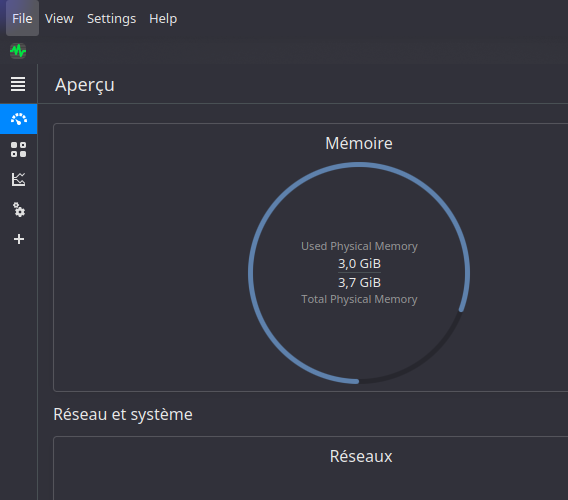 File View Settings Help
Aperçu
Mémoire
Used Physical Memory
3,0 GiB
3,7 GiB
Total Physical Memory
Réseau et système
Réseaux